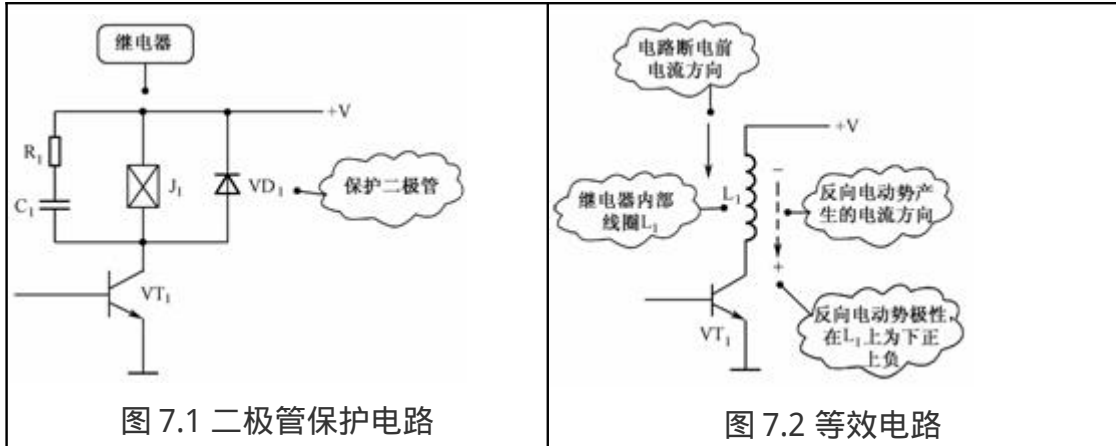 继电器
+V
R₁
C₁
J₁
VD₁
保护二极管
VT₁
图 7.1 二极管保护电路
电路断电前
电流方向
+V
继电器内部
线圈L₁
L₁
−
反向电动势产
生的电流方向
+
VT₁
反向电动势极性,
在L₁上为下正
上负
图 7.2 等效电路